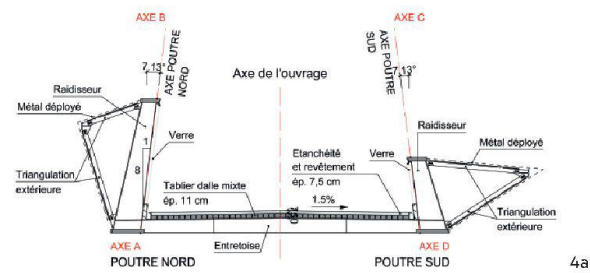 AXE B
AXE C
AXE POUTRE
NORD
AXE POUTRE
SUD
7.13°
7.13°
Axe de l'ouvrage
Raidisseur
Métal déployé
Verre
1
8
Triangulation
extérieure
Tablier dalle mixte
ép. 11 cm
Etanchéité
et revêtement
ép. 7,5 cm
1.5%
Verre
Raidisseur
Métal déployé
Triangulation
extérieure
AXE A
Entretoise
AXE D
POUTRE NORD
POUTRE SUD
4a